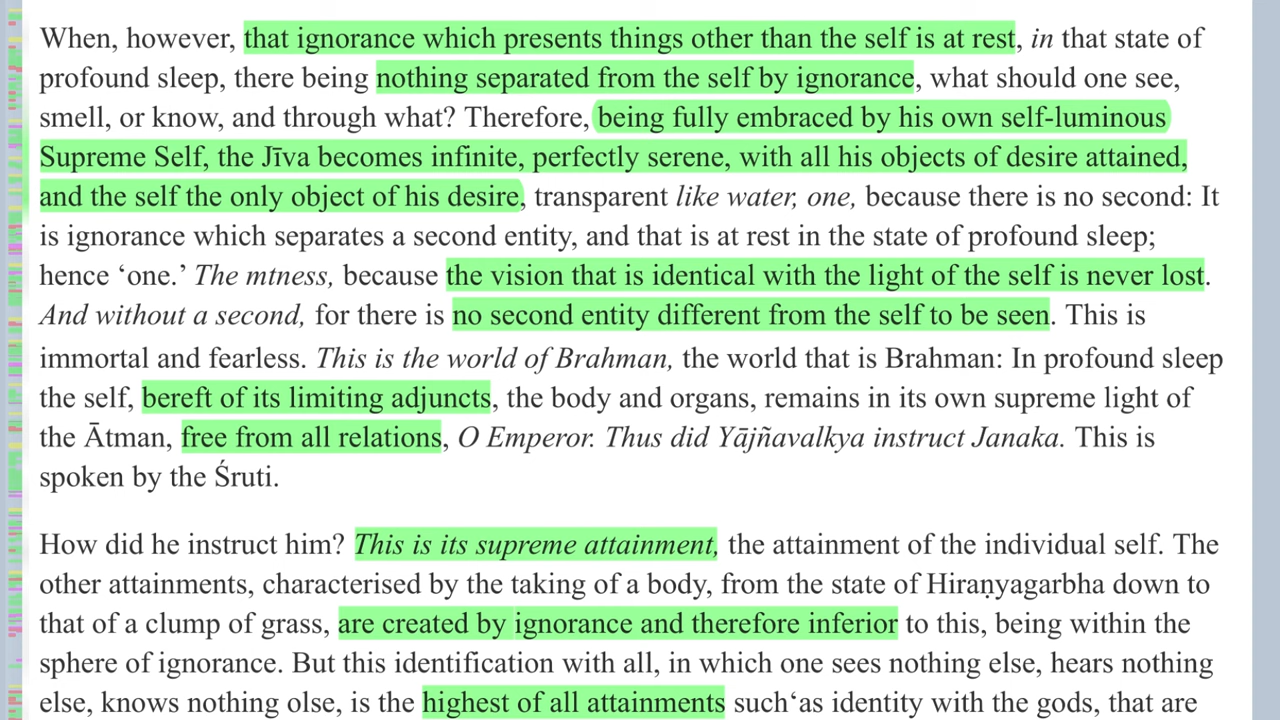 When, however, that ignorance which presents things other than the self is at rest, in that state of
profound sleep, there being nothing separated from the self by ignorance, what should one see,
smell, or know, and through what? Therefore, being fully embraced by his own self-luminous
Supreme Self, the Jīva becomes infinite, perfectly serene, with all his objects of desire attained,
and the self the only object of his desire, transparent like water, one, because there is no second: It
is ignorance which separates a second entity, and that is at rest in the state of profound sleep;
hence ‘one.’ The mtness, because the vision that is identical with the light of the self is never lost.
And without a second, for there is no second entity different from the self to be seen. This is
immortal and fearless. This is the world of Brahman, the world that is Brahman: In profound sleep
the self, bereft of its limiting adjuncts, the body and organs, remains in its own supreme light of
the Ātman, free from all relations, O Emperor. Thus did Yājñavalkya instruct Janaka. This is
spoken by the Śruti.
How did he instruct him? This is its supreme attainment, the attainment of the individual self. The
other attainments, characterised by the taking of a body, from the state of Hiraṇyagarbha down to
that of a clump of grass, are created by ignorance and therefore inferior to this, being within the
sphere of ignorance. But this identification with all, in which one sees nothing else, hears nothing
else, knows nothing olse, is the highest of all attainments such‘as identity with the gods, that are